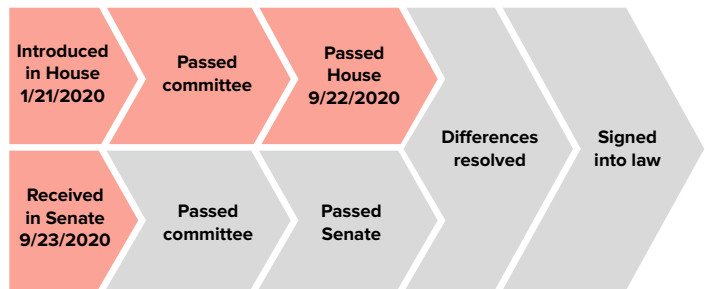 Introduced
in House
1/21/2020
Passed
committee
Passed
House
9/22/2020
Differences
resolved
Signed
into law
Received
in Senate
9/23/2020
Passed
committee
Passed
Senate